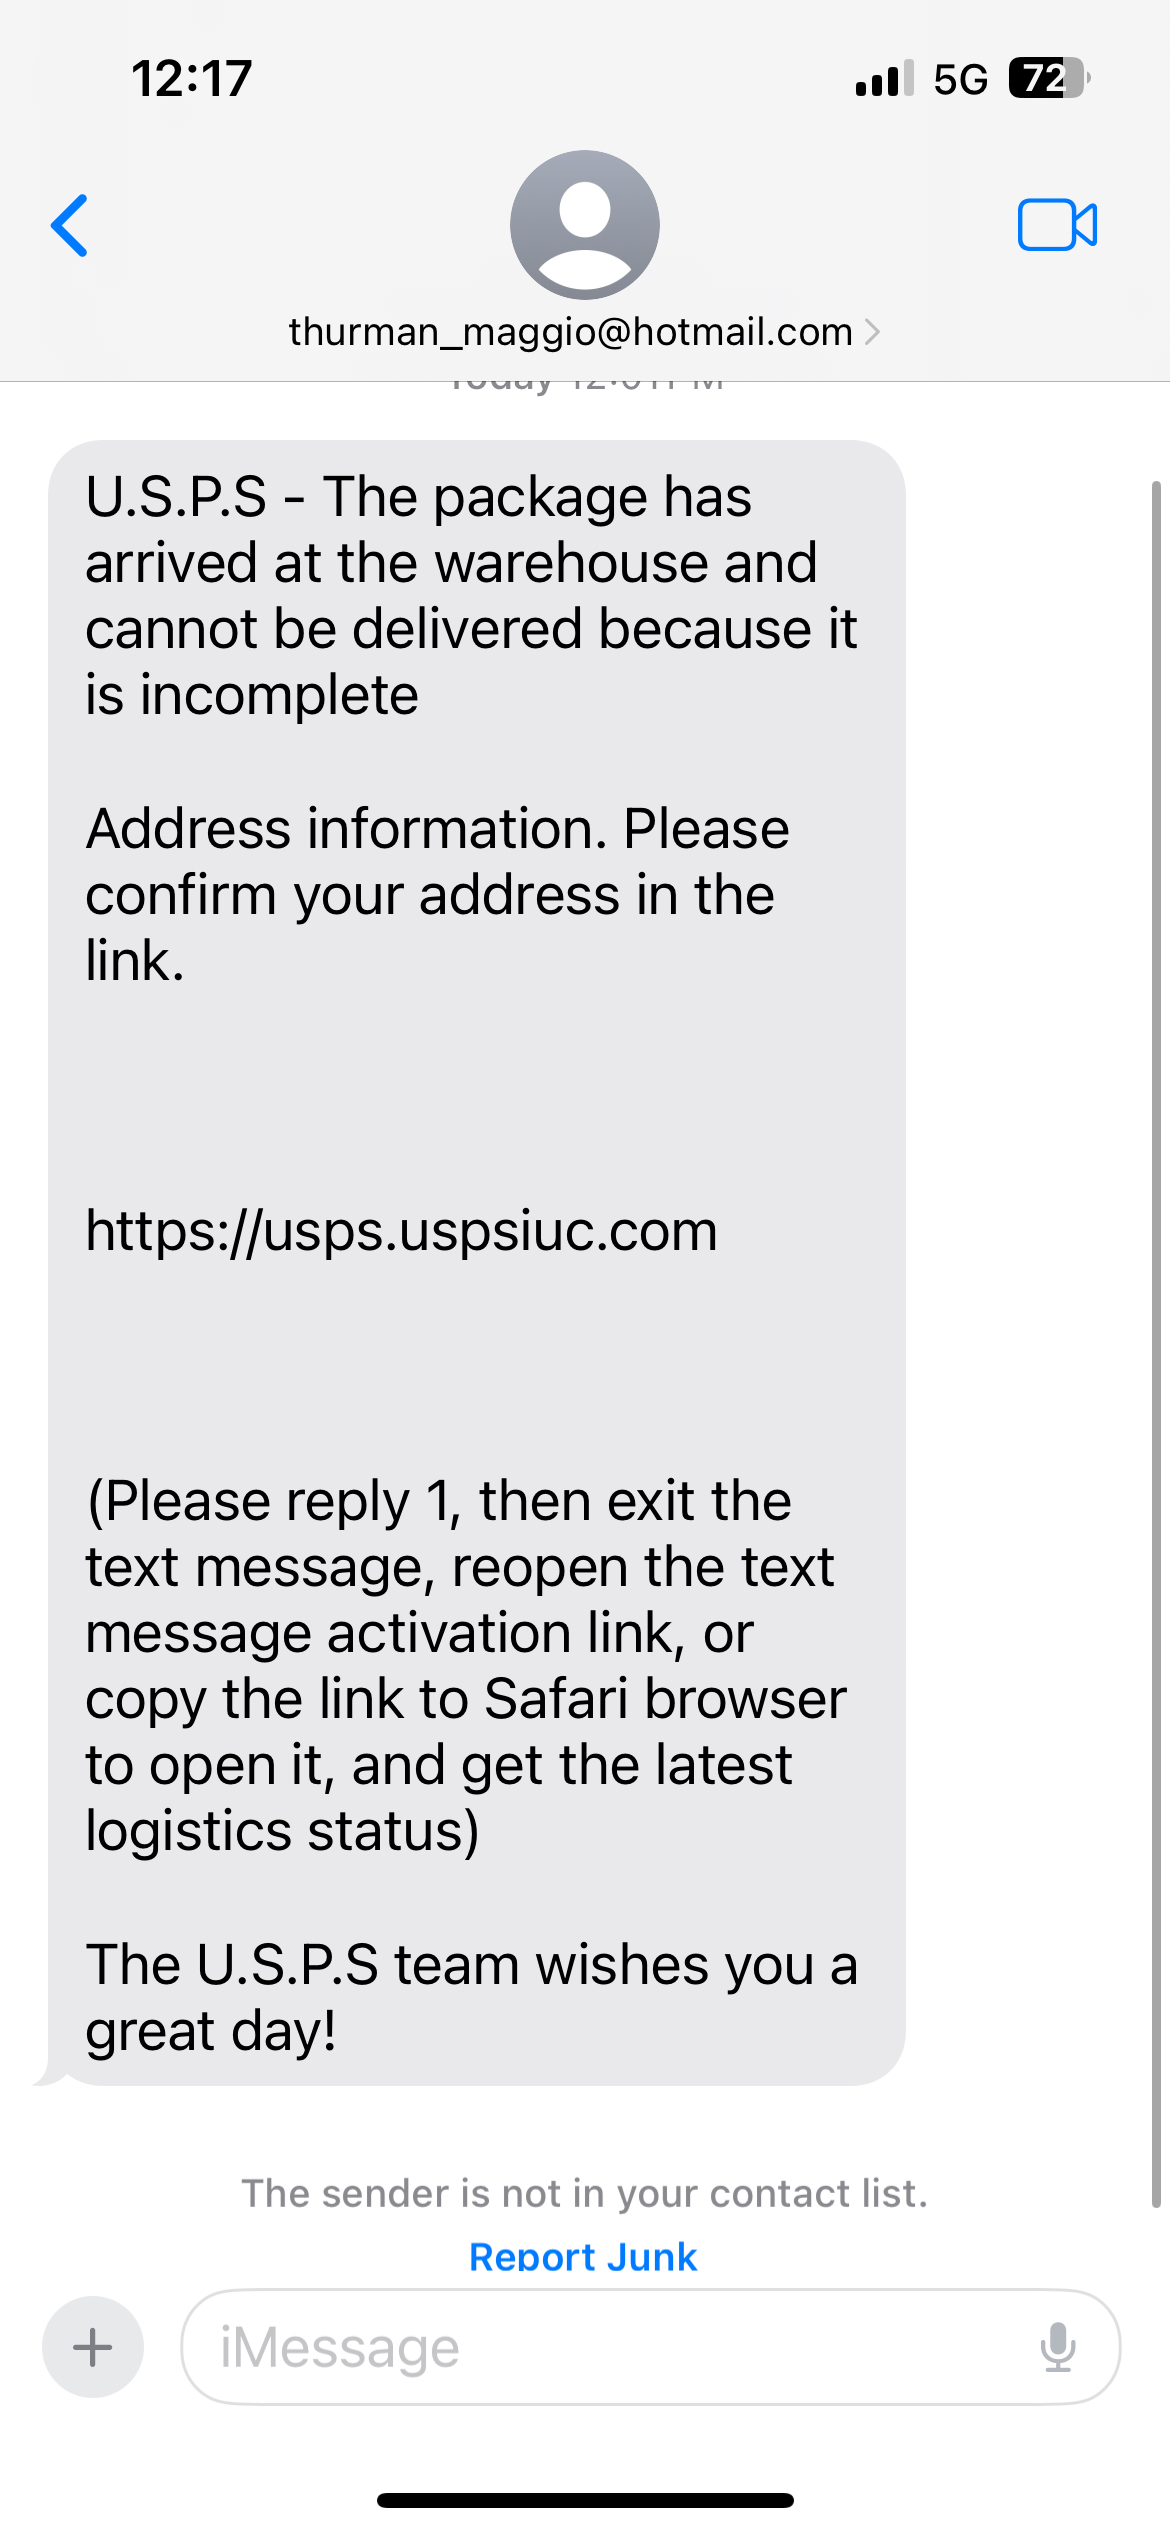 12:17
5G
72
thurman_maggio@hotmail.com
Today
U.S.P.S - The package has
arrived at the warehouse and
cannot be delivered because it
is incomplete
Address information. Please
confirm your address in the
link.
https://usps.uspsiuc.com
(Please reply 1, then exit the
text message, reopen the text
message activation link, or
copy the link to Safari browser
to open it, and get the latest
logistics status)
The U.S.P.S team wishes you a
great day!
The sender is not in your contact list.
Report Junk
iMessage